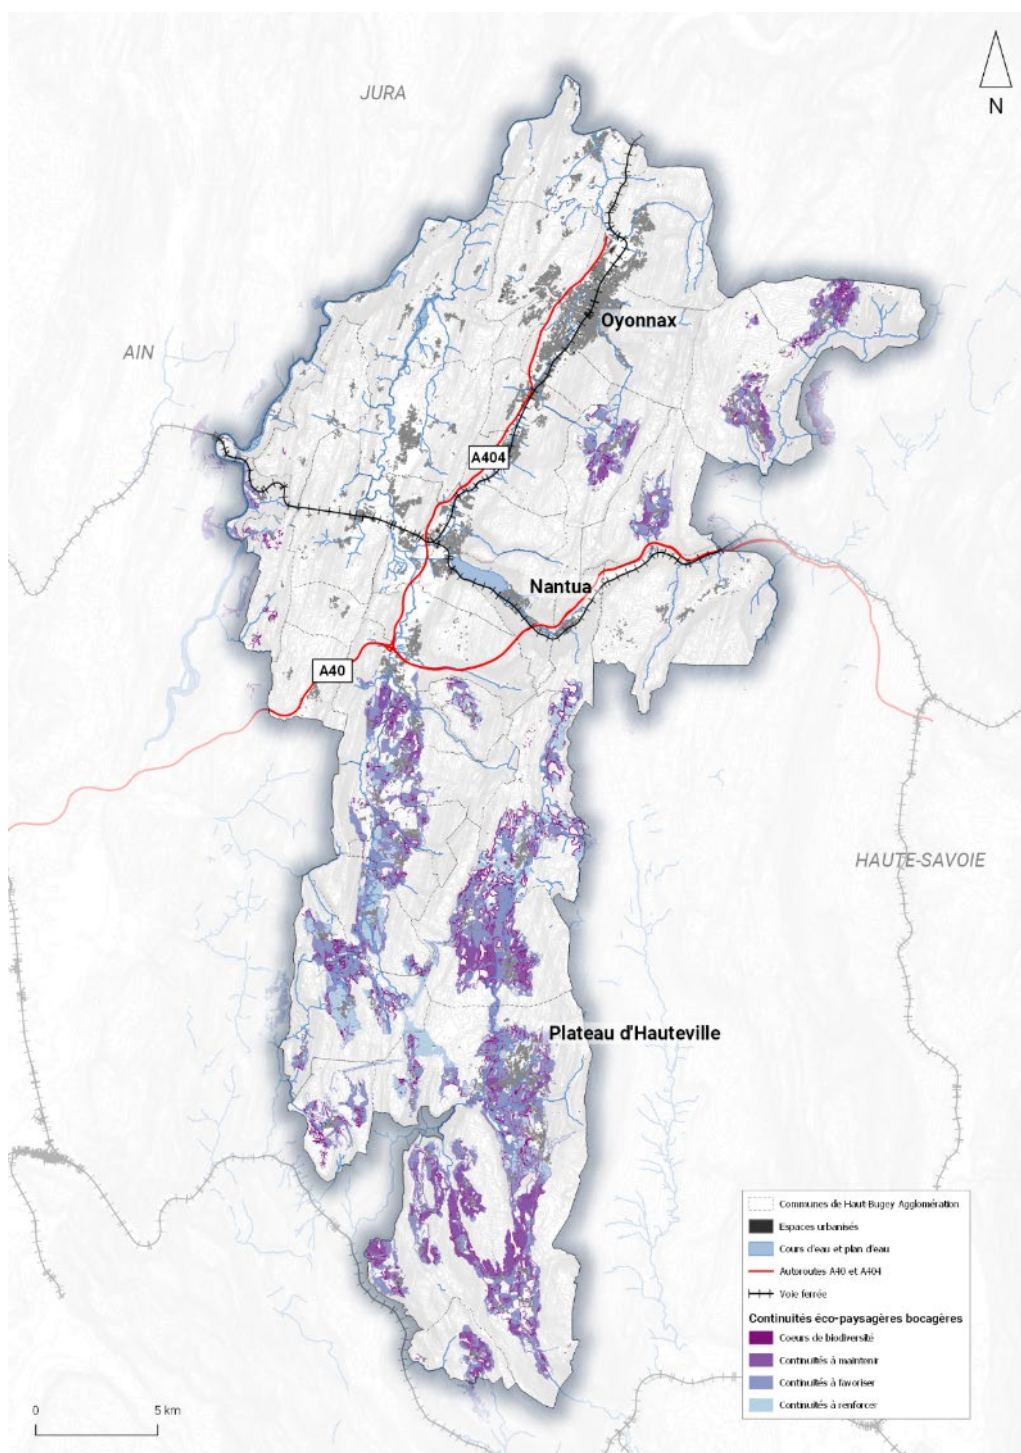 JURA
N
Oyonnax
AIN
A404
Nantua
A40
HAUTE-SAVOIE
Plateau d'Hauteville
Communes de Haut-Bugey Agglomération
Espaces urbanisés
Cours d'eau et plan d'eau
Autoroutes A40 et A404
Voie ferrée
Continuités éco-paysagères bocagères
Coeurs de biodiversité
Continuités à maintenir
Continuités à favoriser
Continuités à renforcer
0 5 km